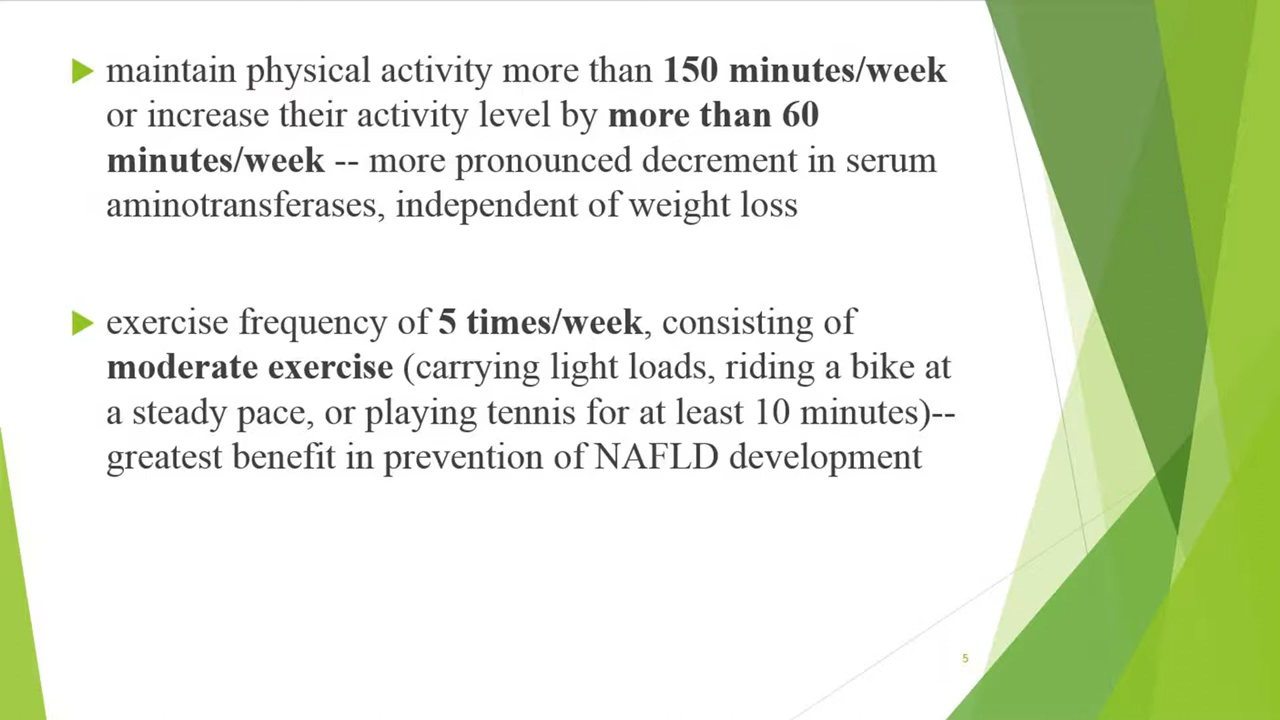 maintain physical activity more than 150 minutes/week
or increase their activity level by more than 60
minutes/week -- more pronounced decrement in serum
aminotransferases, independent of weight loss
exercise frequency of 5 times/week, consisting of
moderate exercise (carrying light loads, riding a bike at
a steady pace, or playing tennis for at least 10 minutes)--
greatest benefit in prevention of NAFLD development
5